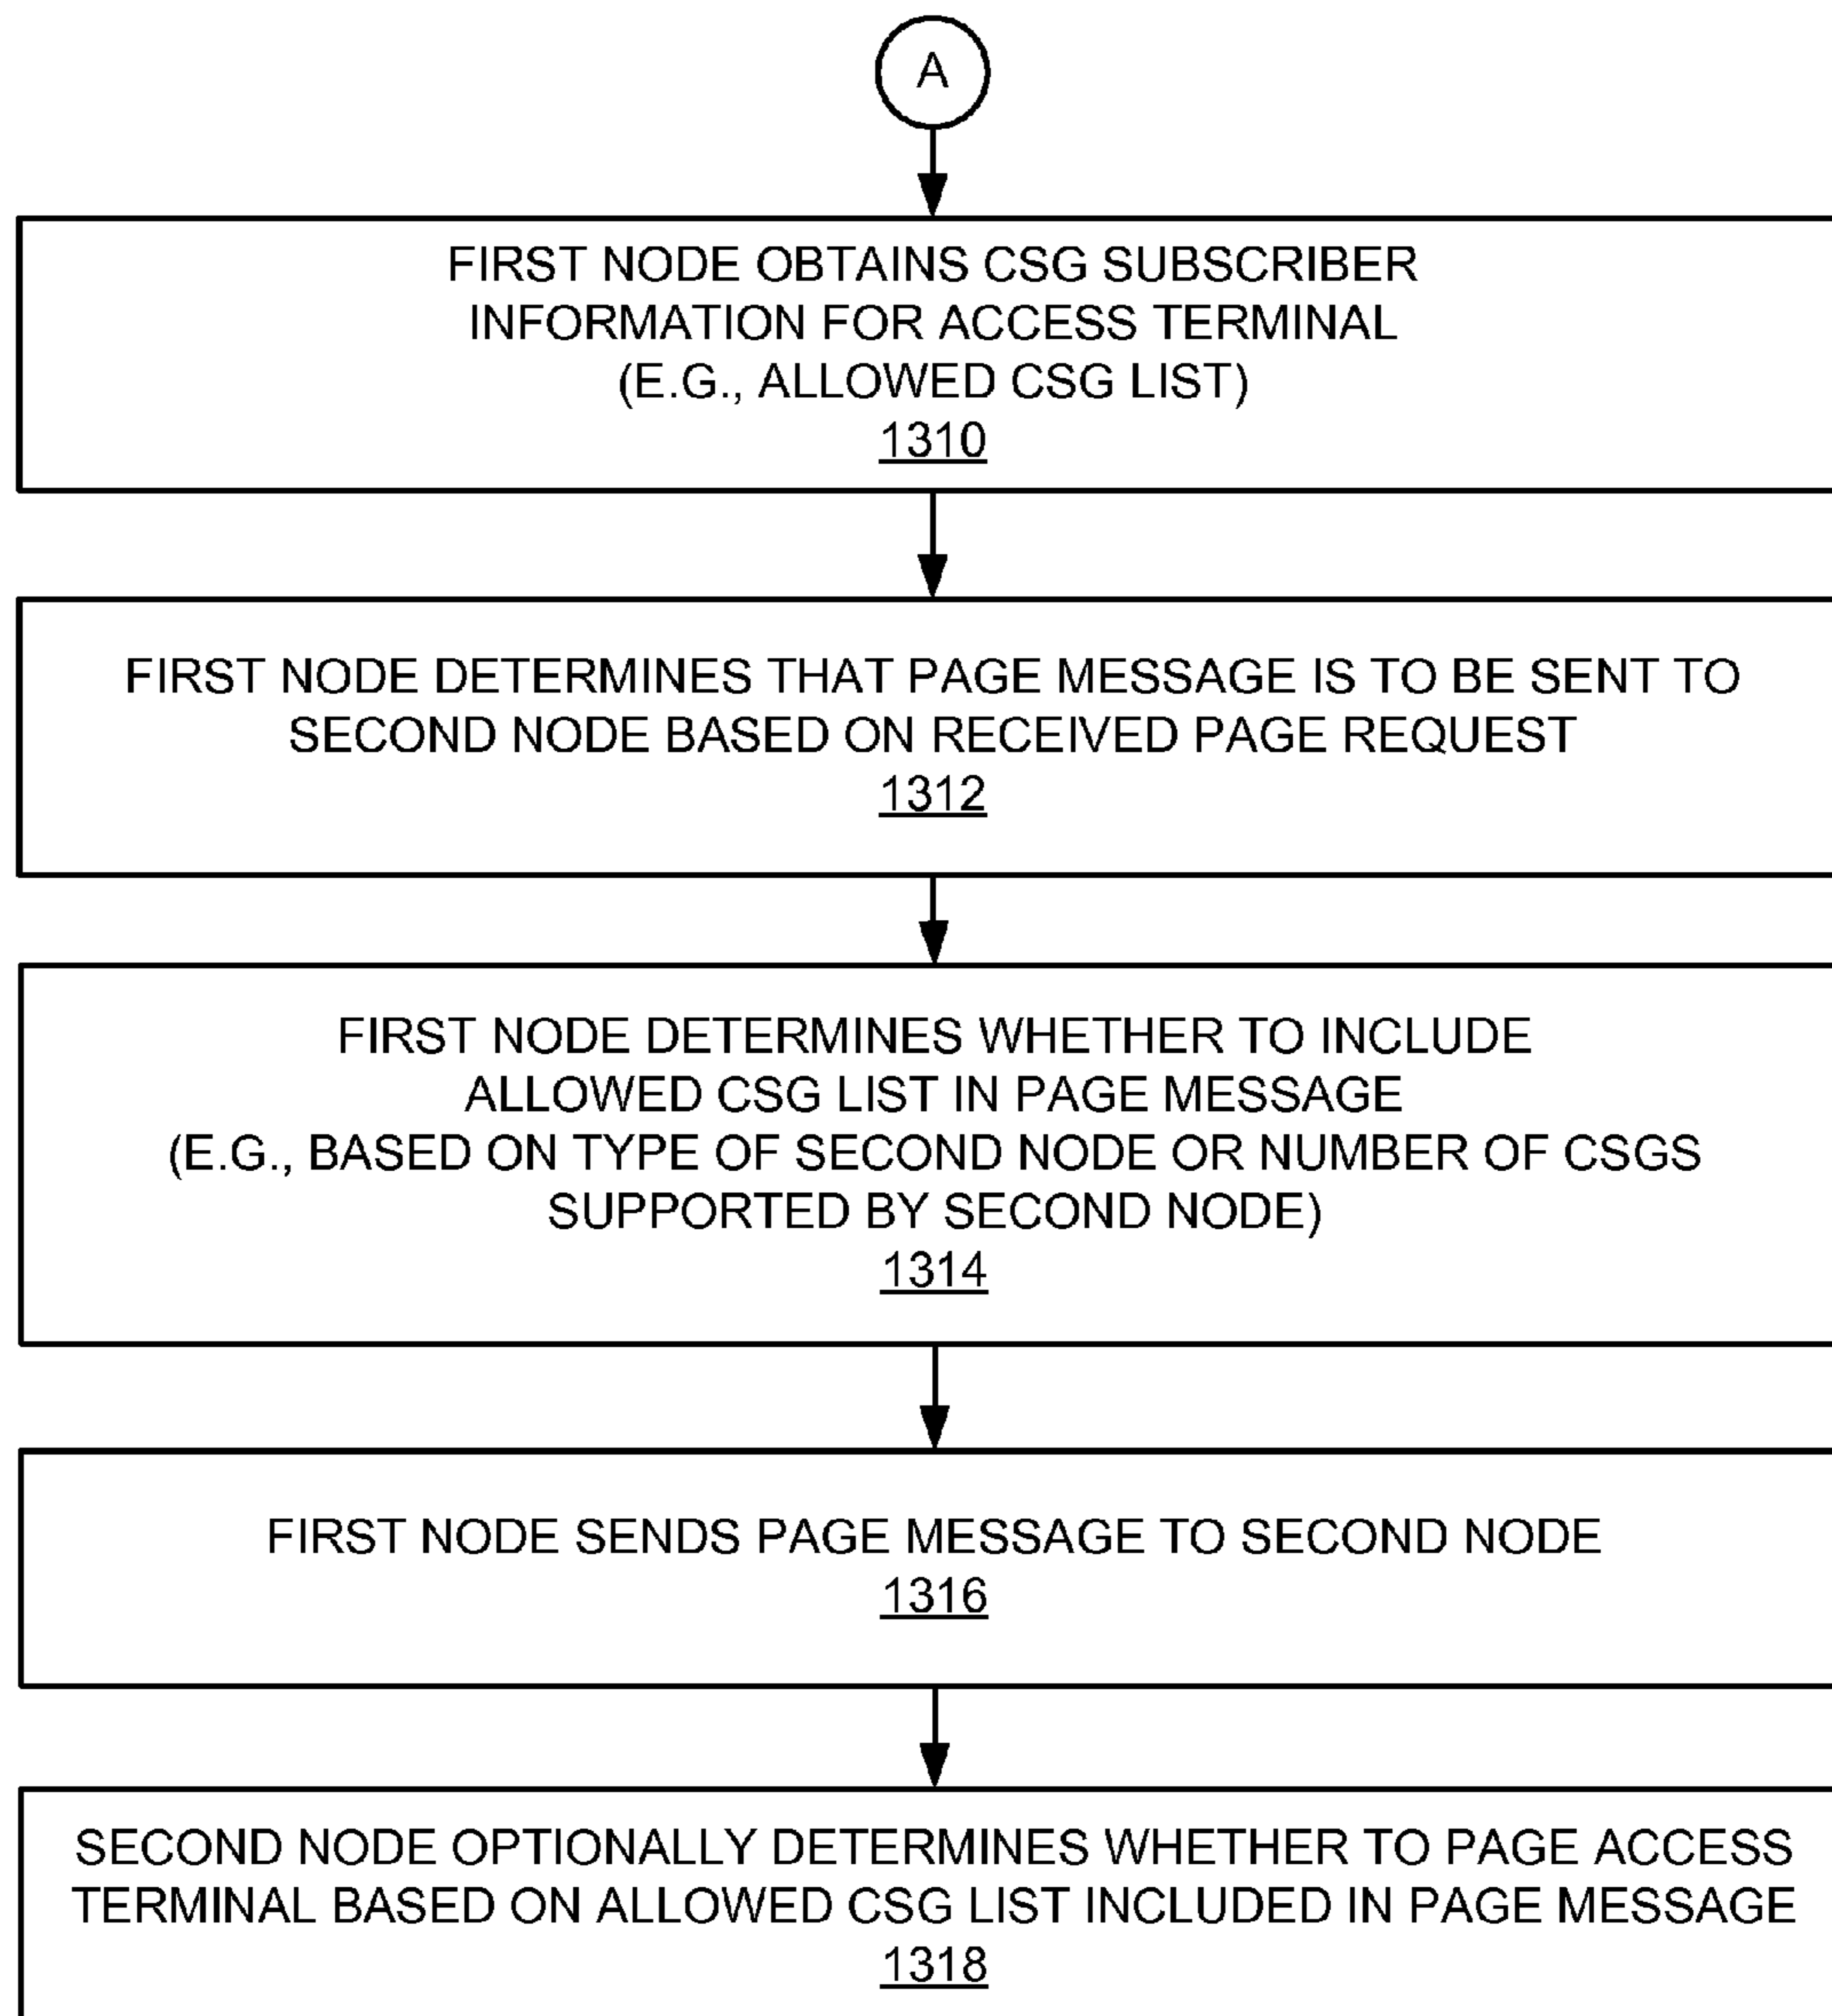 A
FIRST NODE OBTAINS CSG SUBSCRIBER
INFORMATION FOR ACCESS TERMINAL
(E.G., ALLOWED CSG LIST)
1310
FIRST NODE DETERMINES THAT PAGE MESSAGE IS TO BE SENT TO
SECOND NODE BASED ON RECEIVED PAGE REQUEST
1312
FIRST NODE DETERMINES WHETHER TO INCLUDE
ALLOWED CSG LIST IN PAGE MESSAGE
(E.G., BASED ON TYPE OF SECOND NODE OR NUMBER OF CSGS
SUPPORTED BY SECOND NODE)
1314
FIRST NODE SENDS PAGE MESSAGE TO SECOND NODE
1316
SECOND NODE OPTIONALLY DETERMINES WHETHER TO PAGE ACCESS
TERMINAL BASED ON ALLOWED CSG LIST INCLUDED IN PAGE MESSAGE
1318